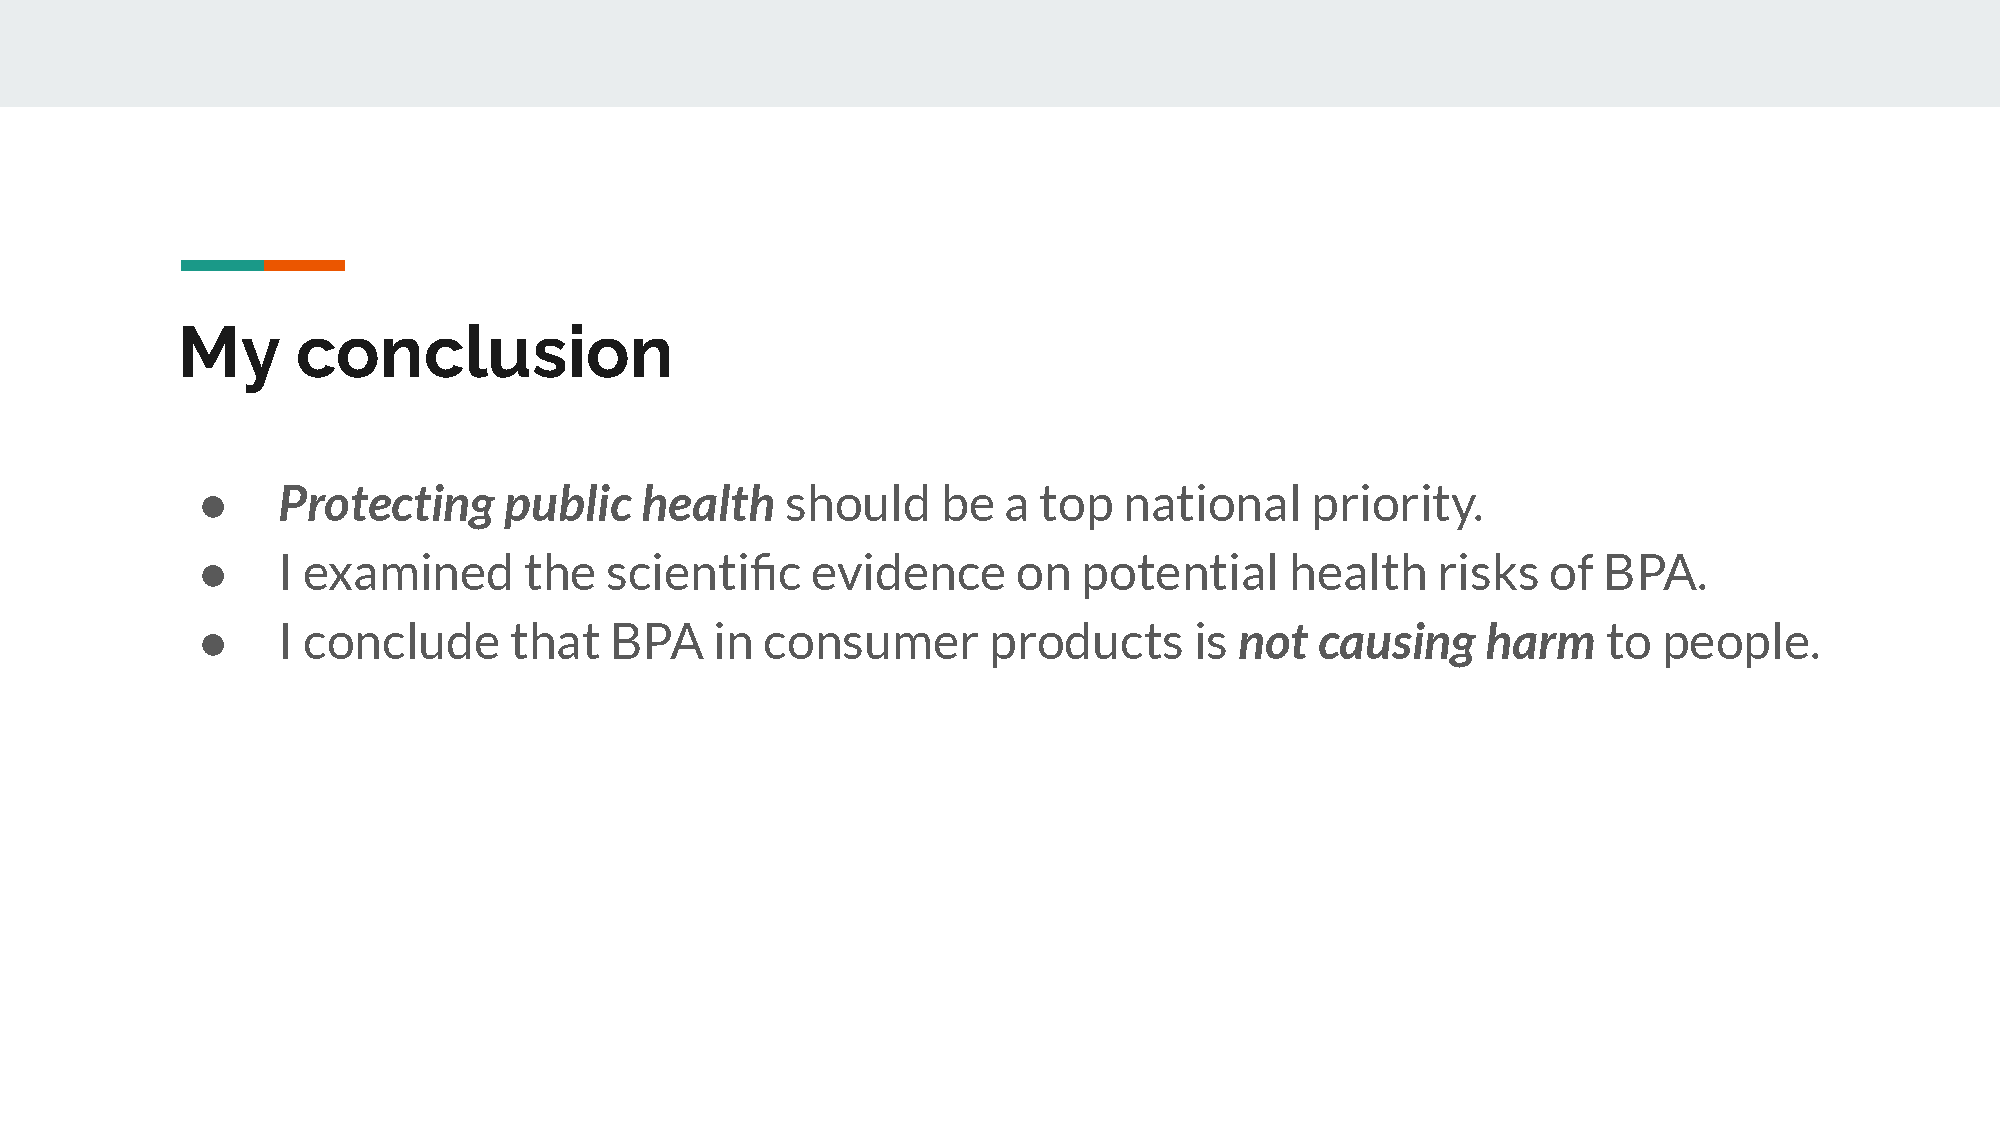 My conclusion
● Protecting public health should be a top national priority.
● I examined the scientific evidence on potential health risks of BPA.
● I conclude that BPA in consumer products is not causing harm to people.